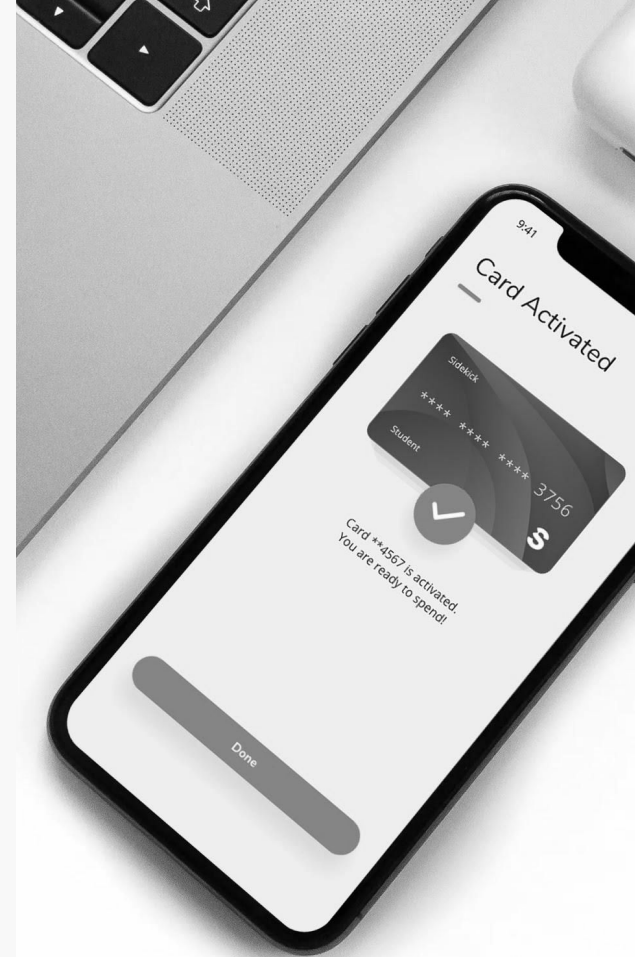 9:41
Card Activated
Sidekick
**** **** **** 3756
Student
S
Card **4567 is activated.
You are ready to spend!
Done